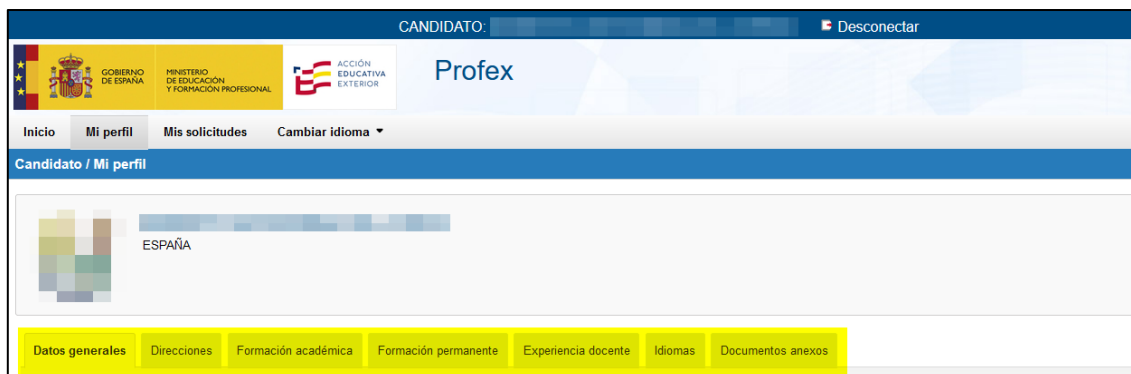 CANDIDATO:
Desconectar
GOBIERNO
DE ESPAÑA
MINISTERIO
DE EDUCACIÓN
Y FORMACIÓN PROFESIONAL
ACCIÓN
EDUCATIVA
EXTERIOR
Profex
Inicio Mi perfil Mis solicitudes Cambiar idioma
Candidato / Mi perfil
ESPAÑA
Datos generales Direcciones Formación académica Formación permanente Experiencia docente Idiomas Documentos anexos